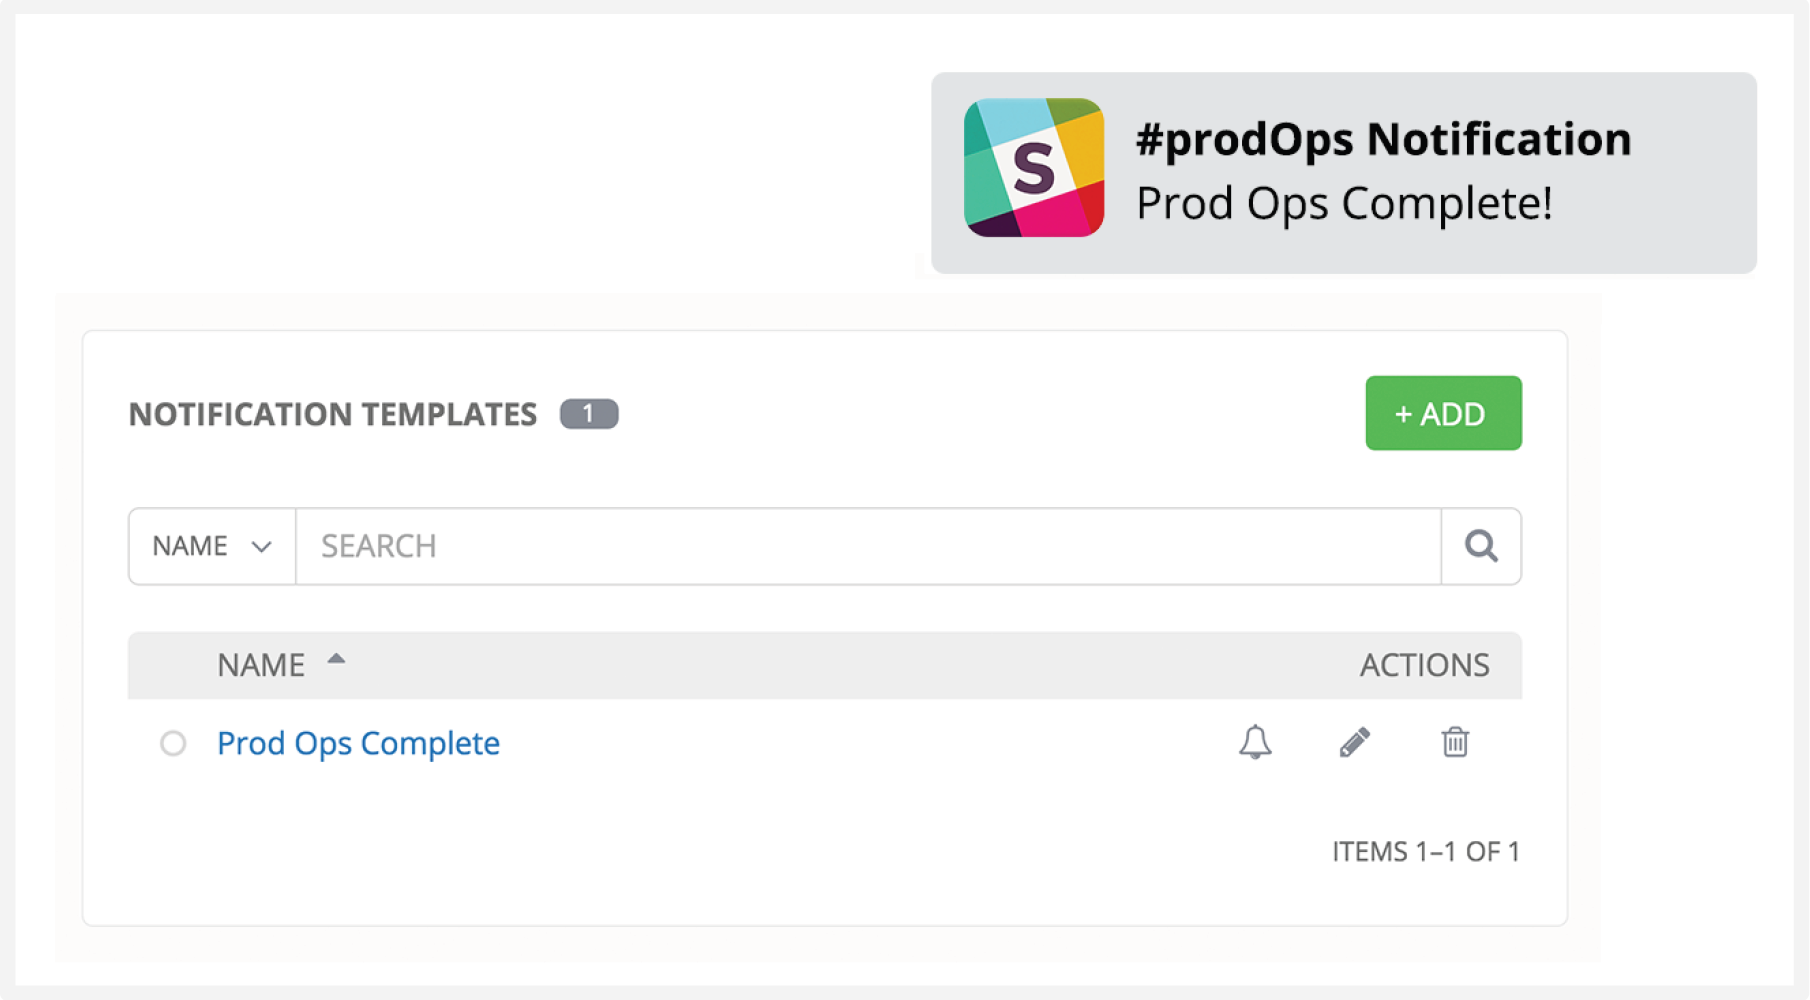 S
#prodOps Notification
Prod Ops Complete!
NOTIFICATION TEMPLATES 1
+ ADD
NAME SEARCH
NAME ACTIONS
Prod Ops Complete
ITEMS 1–1 OF 1